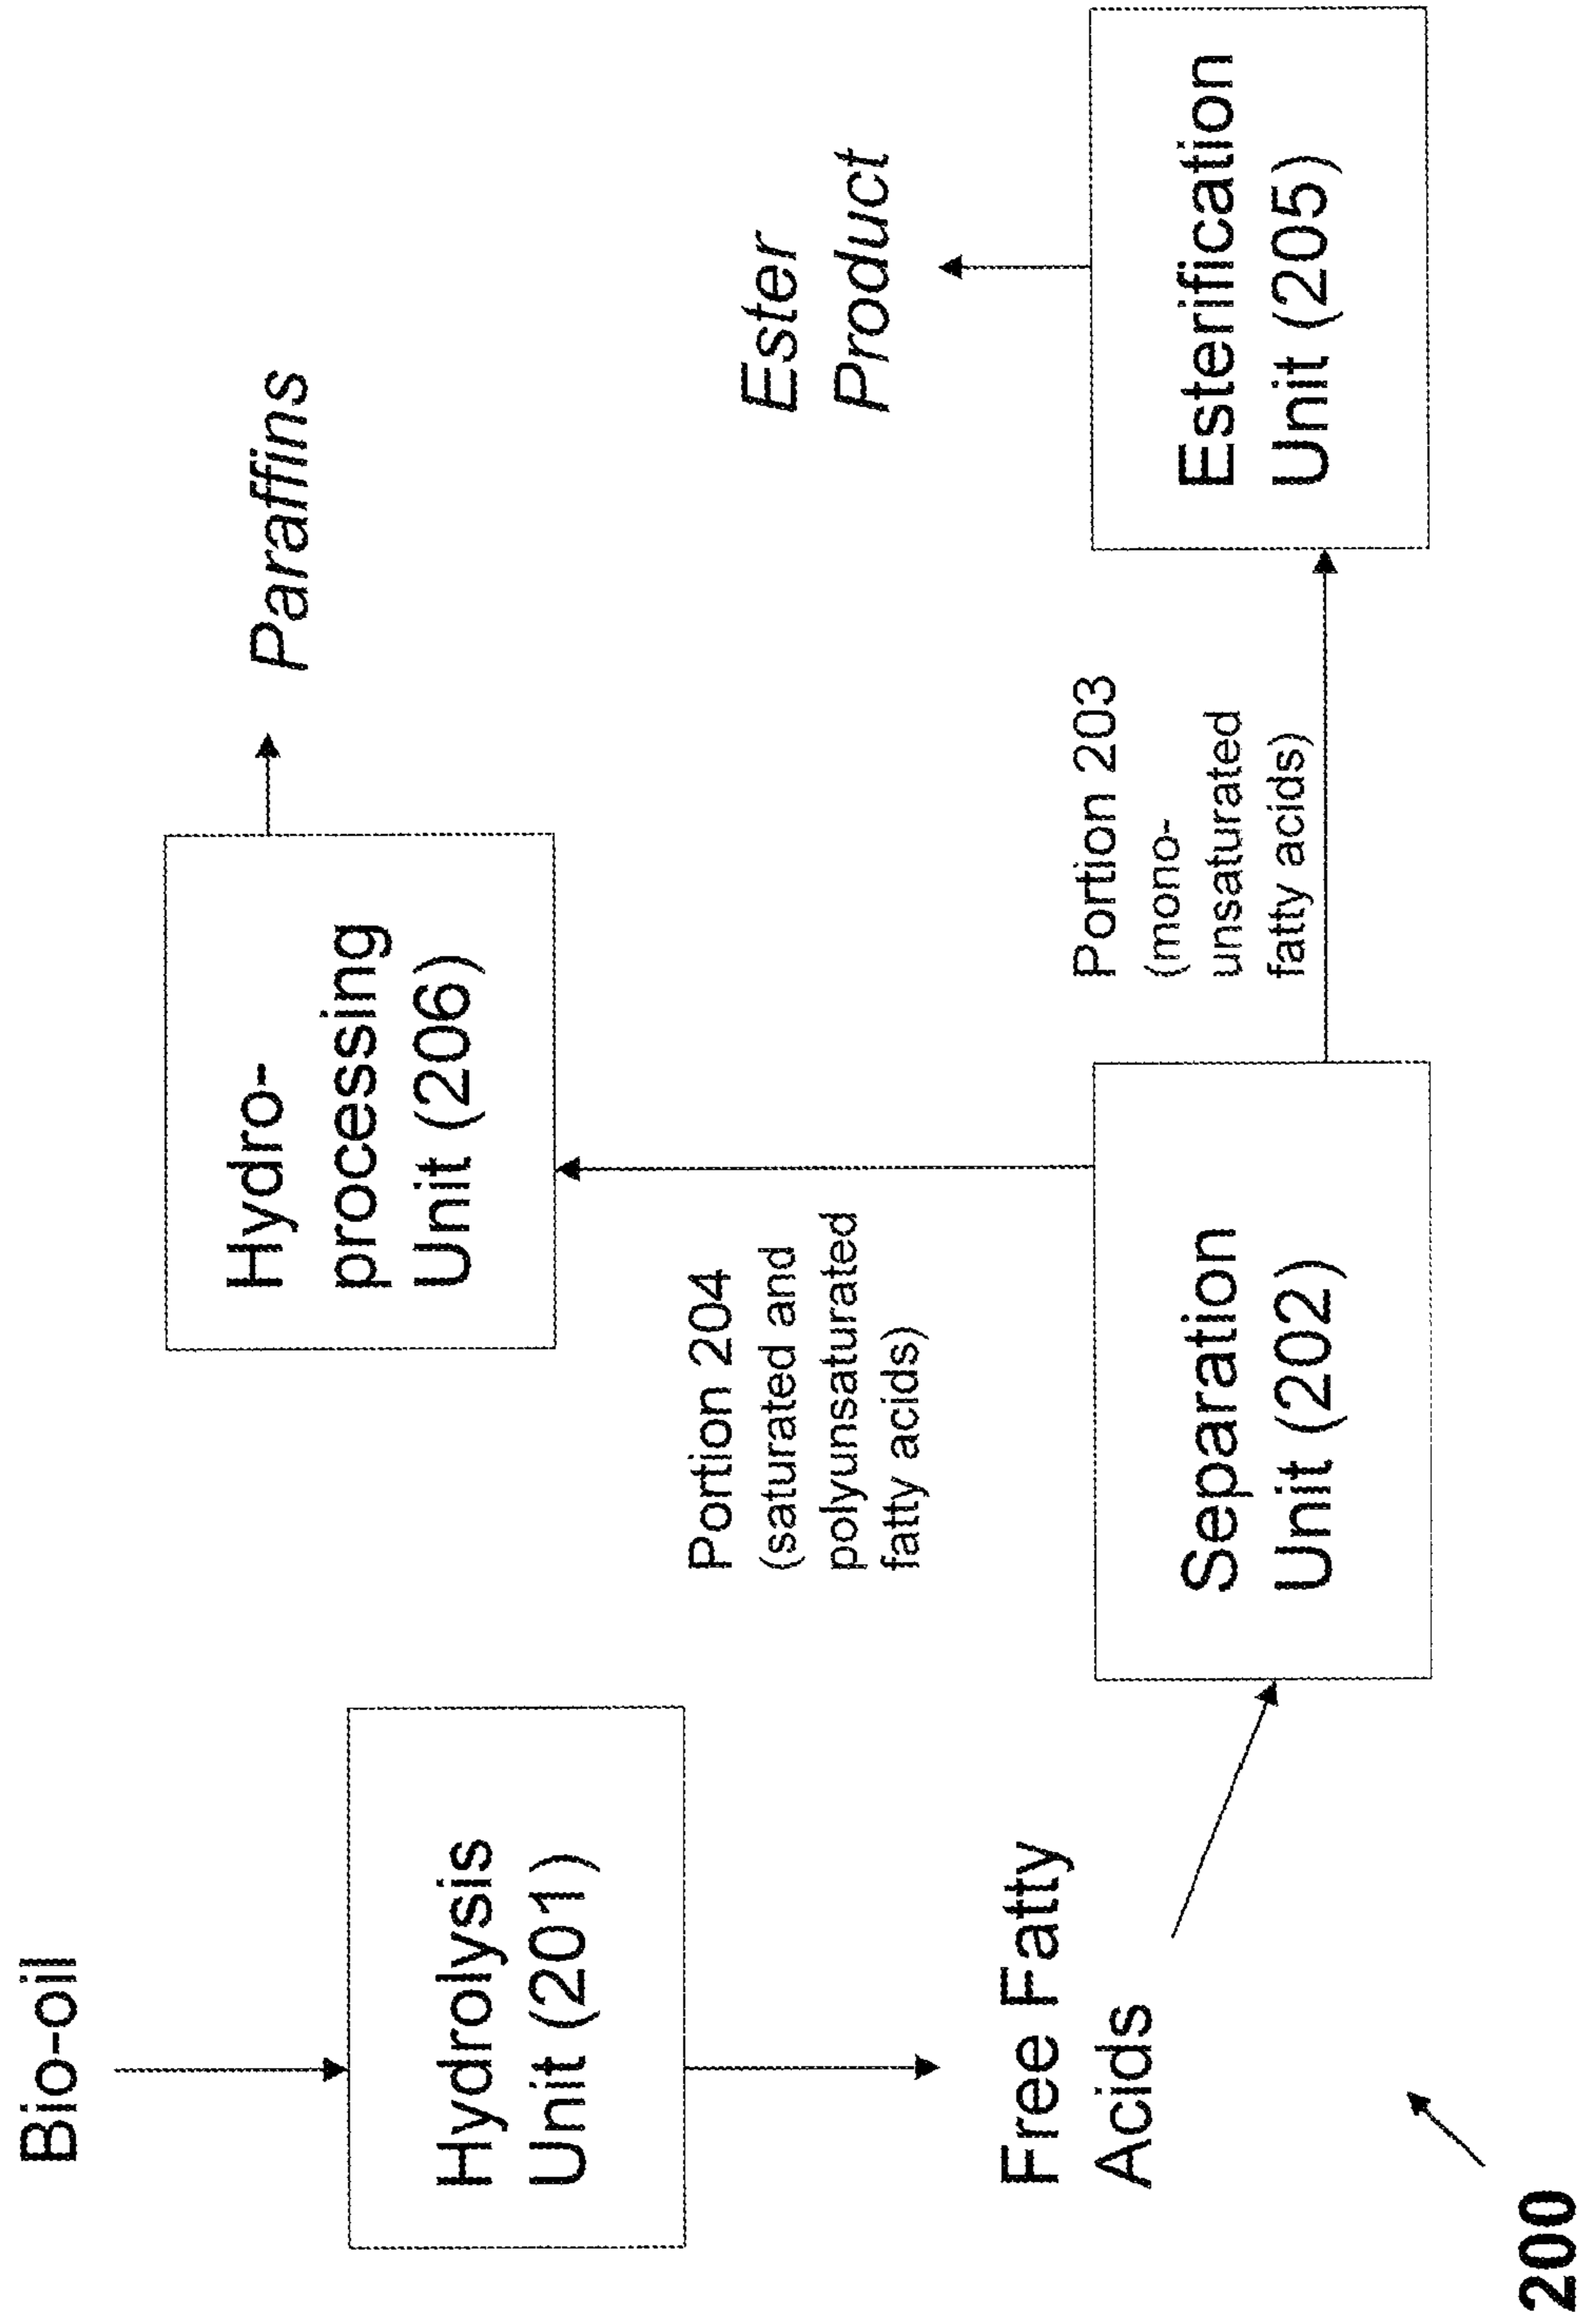 Bio-oil
Hydrolysis
Unit (201)
Free Fatty
Acids
Separation
Unit (202)
Portion 204
(saturated and
polyunsaturated
fatty acids)
Hydro-
processing
Unit (206)
Paraffins
Portion 203
(mono-
unsaturated
fatty acids)
Esterification
Unit (205)
Ester
Product
200